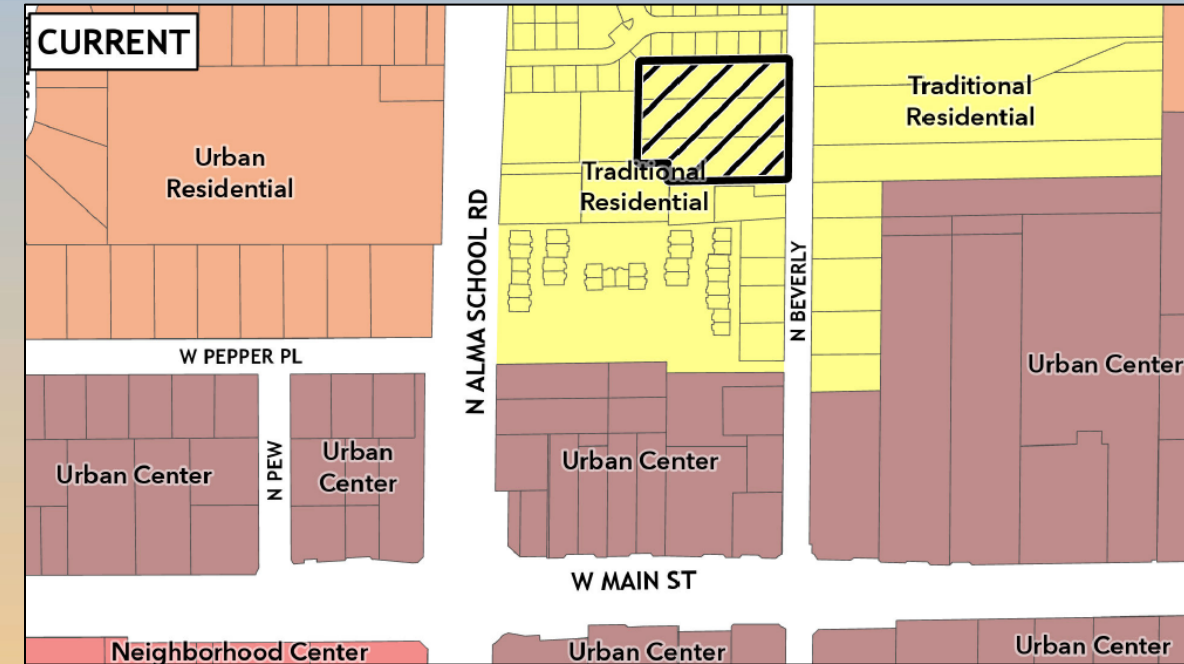 CURRENT
Traditional
Residential
Urban
Residential
Traditional
Residential
N ALMA SCHOOL RD
N BEVERLY
W PEPPER PL
Urban Center
Urban
Center
N PEW
Urban Center
Urban Center
W MAIN ST
Neighborhood Center
Urban Center
Urban Center